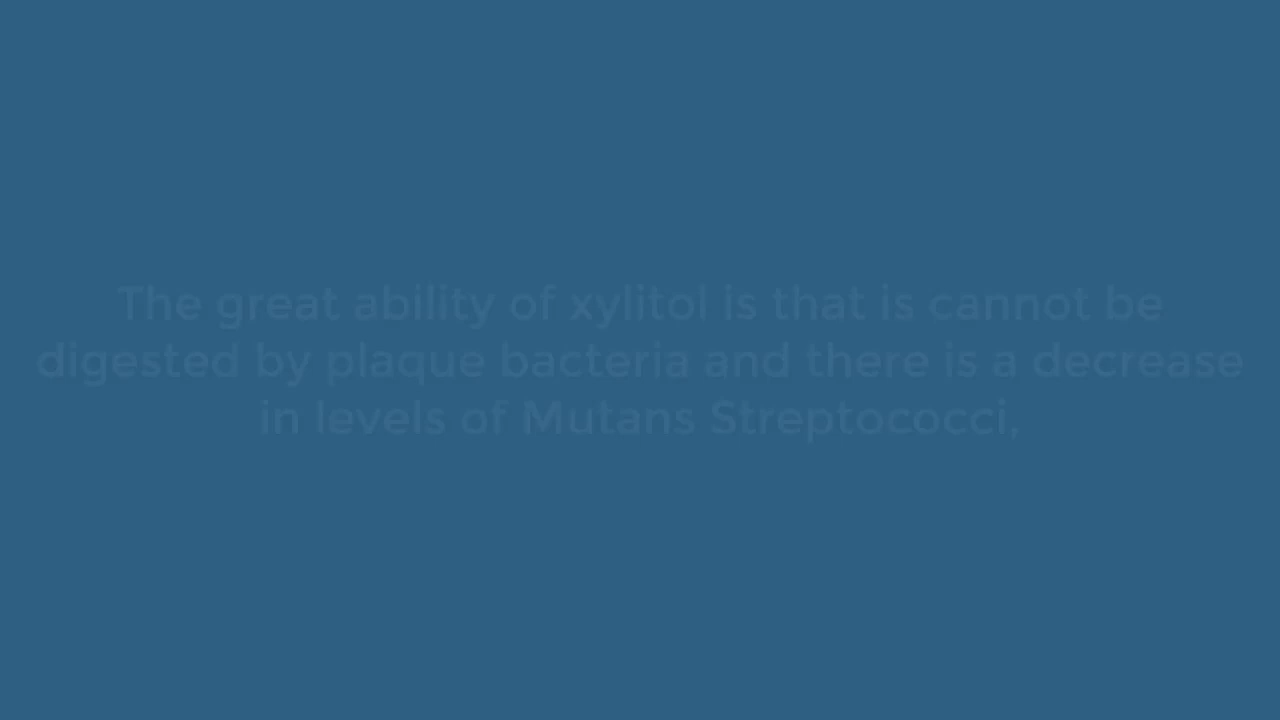 The great ability of xylitol is that is cannot be
digested by plaque bacteria and there is a decrease
in levels of Mutans Streptococci,